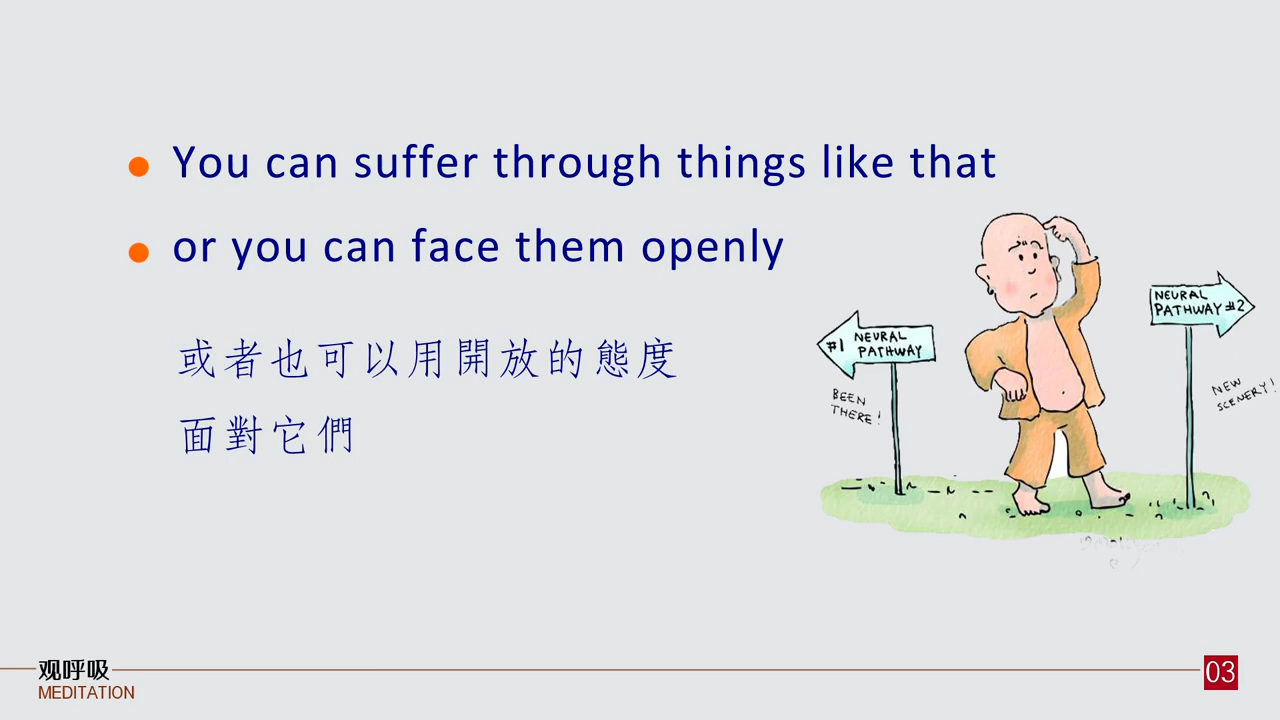 You can suffer through things like that
or you can face them openly
或者也可以用開放的態度
面對它們
#1 NEURAL
PATHWAY
BEEN
THERE!
NEURAL
PATHWAY #2
NEW
SCENERY!
观呼吸
MEDITATION
03